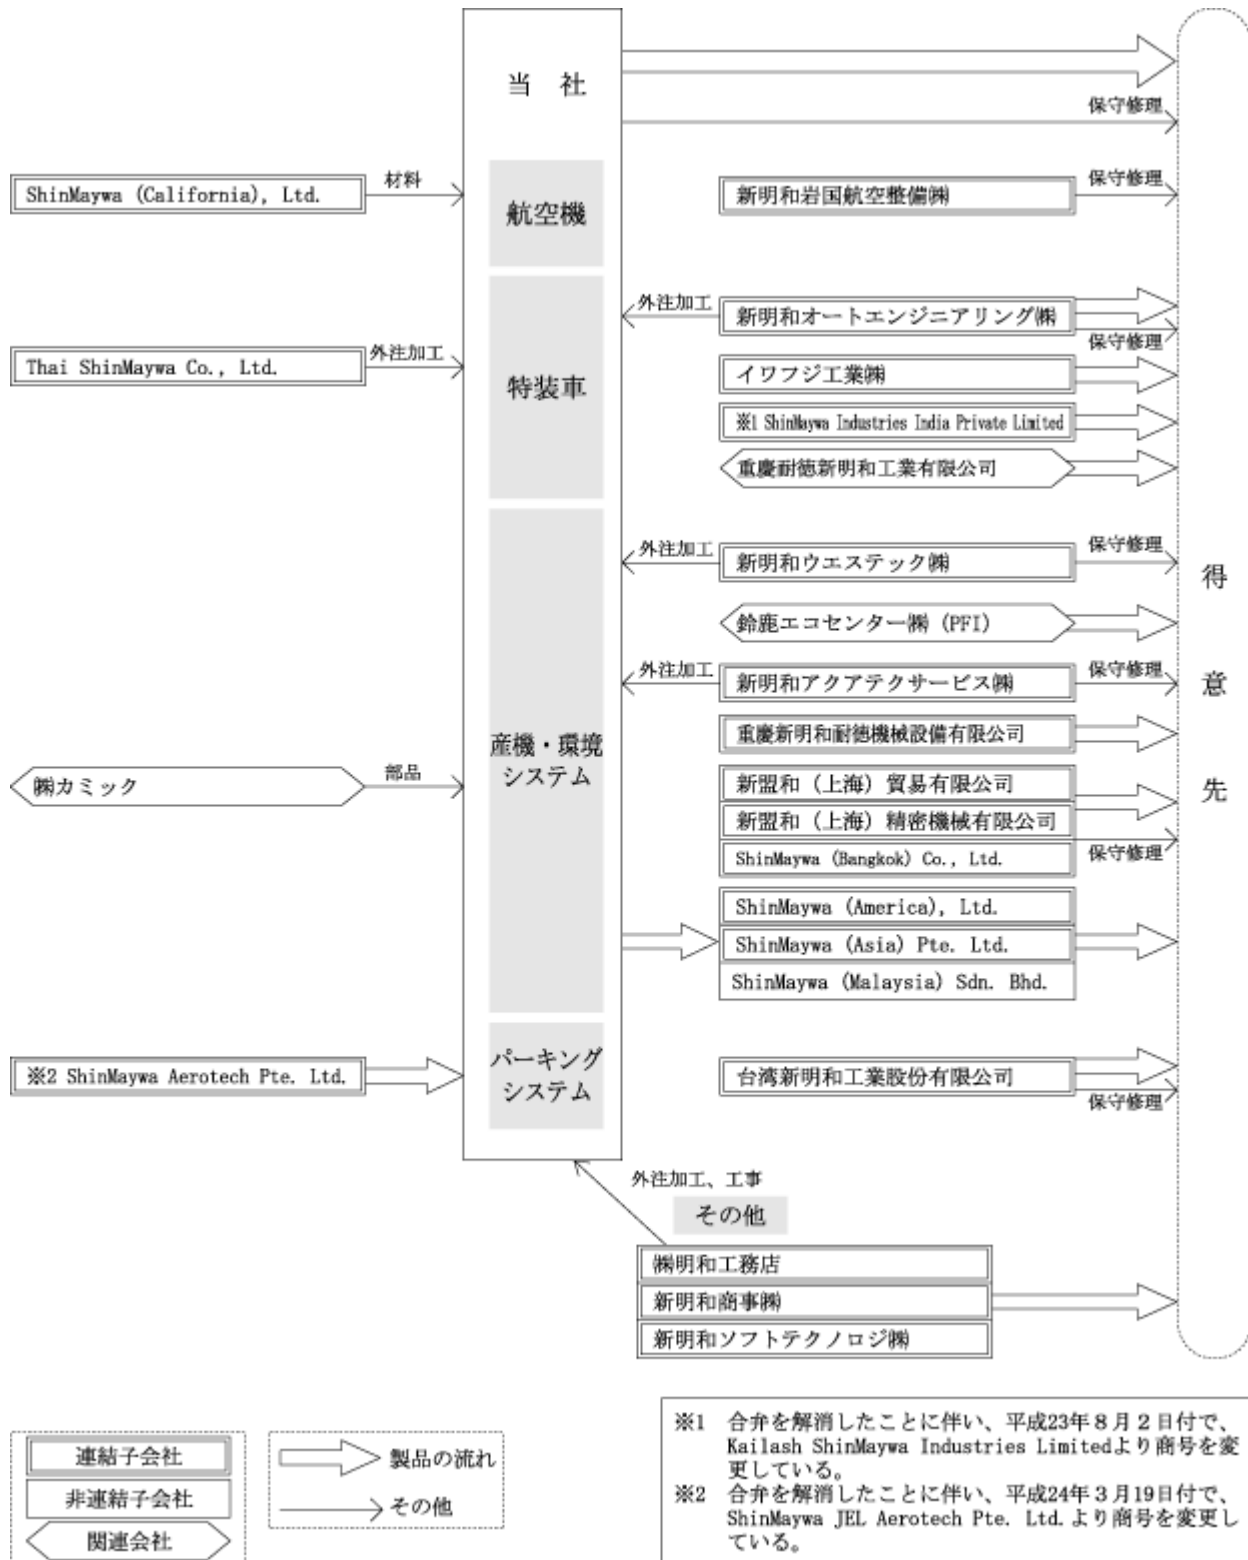 当　社
保守修理
ShinMaywa (California), Ltd.
材料
航空機
新明和岩国航空整備㈱
保守修理
外注加工
新明和オートエンジニアリング㈱
保守修理
Thai ShinMaywa Co., Ltd.
外注加工
特装車
イワフジ工業㈱
※1 ShinMaywa Industries India Private Limited
重慶耐徳新明和工業有限公司
外注加工
新明和ウエステック㈱
保守修理
鈴鹿エコセンター㈱ (PFI)
外注加工
新明和アクアテクサービス㈱
保守修理
得意先
産機・環境
システム
重慶新明和耐徳機械設備有限公司
㈱カミック
部品
新盟和（上海）貿易有限公司
新盟和（上海）精密機械有限公司
ShinMaywa (Bangkok) Co., Ltd.
保守修理
ShinMaywa (America), Ltd.
ShinMaywa (Asia) Pte. Ltd.
ShinMaywa (Malaysia) Sdn. Bhd.
※2 ShinMaywa Aerotech Pte. Ltd.
パーキング
システム
台湾新明和工業股份有限公司
保守修理
外注加工、工事
その他
㈱明和工務店
新明和商事㈱
新明和ソフトテクノロジ㈱
連結子会社
非連結子会社
関連会社
製品の流れ
その他
※1　合弁を解消したことに伴い、平成23年８月２日付で、
Kailash ShinMaywa Industries Limitedより商号を変
更している。
※2　合弁を解消したことに伴い、平成24年３月19日付で、
ShinMaywa JEL Aerotech Pte. Ltd.より商号を変更し
ている。